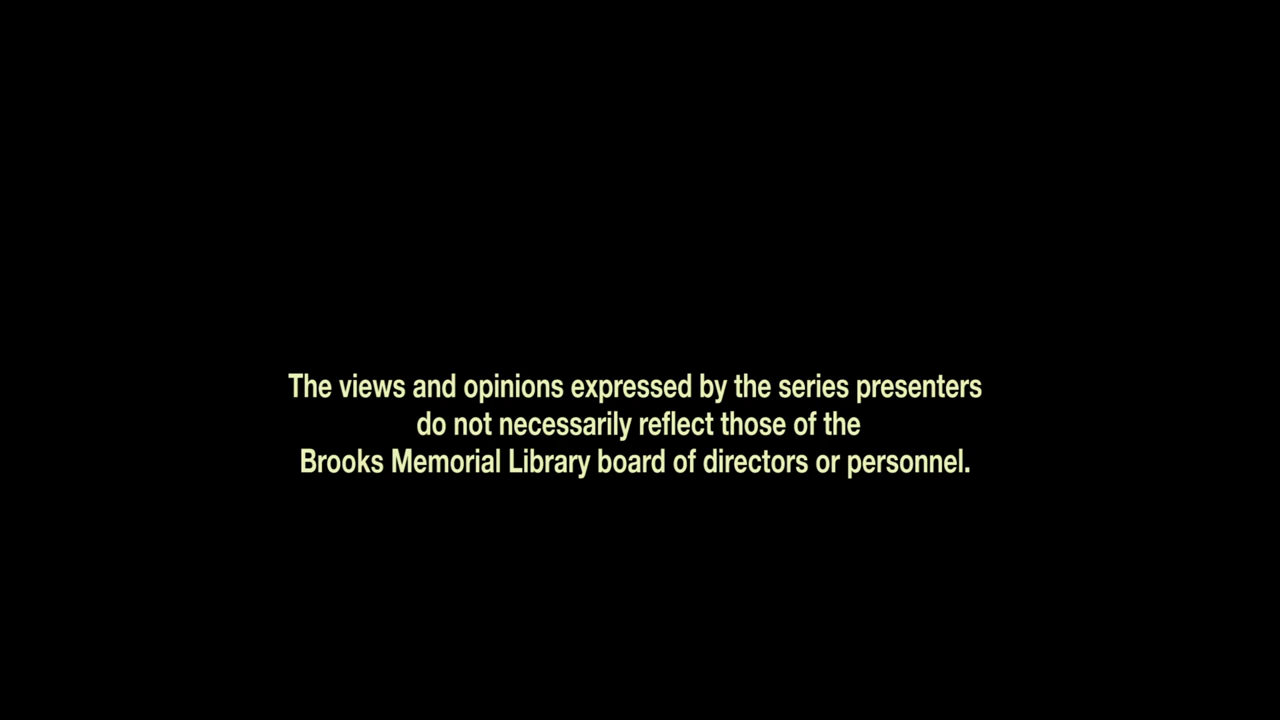 The views and opinions expressed by the series presenters
do not necessarily reflect those of the
Brooks Memorial Library board of directors or personnel.